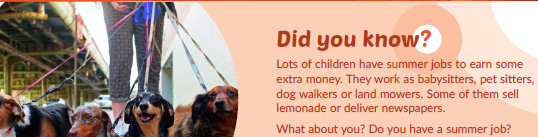 Did you know?
Lots of children have summer jobs to earn some
extra money. They work as babysitters, pet sitters,
dog walkers or land mowers. Some of them sell
lemonade or deliver newspapers.
What about you? Do you have a summer job?